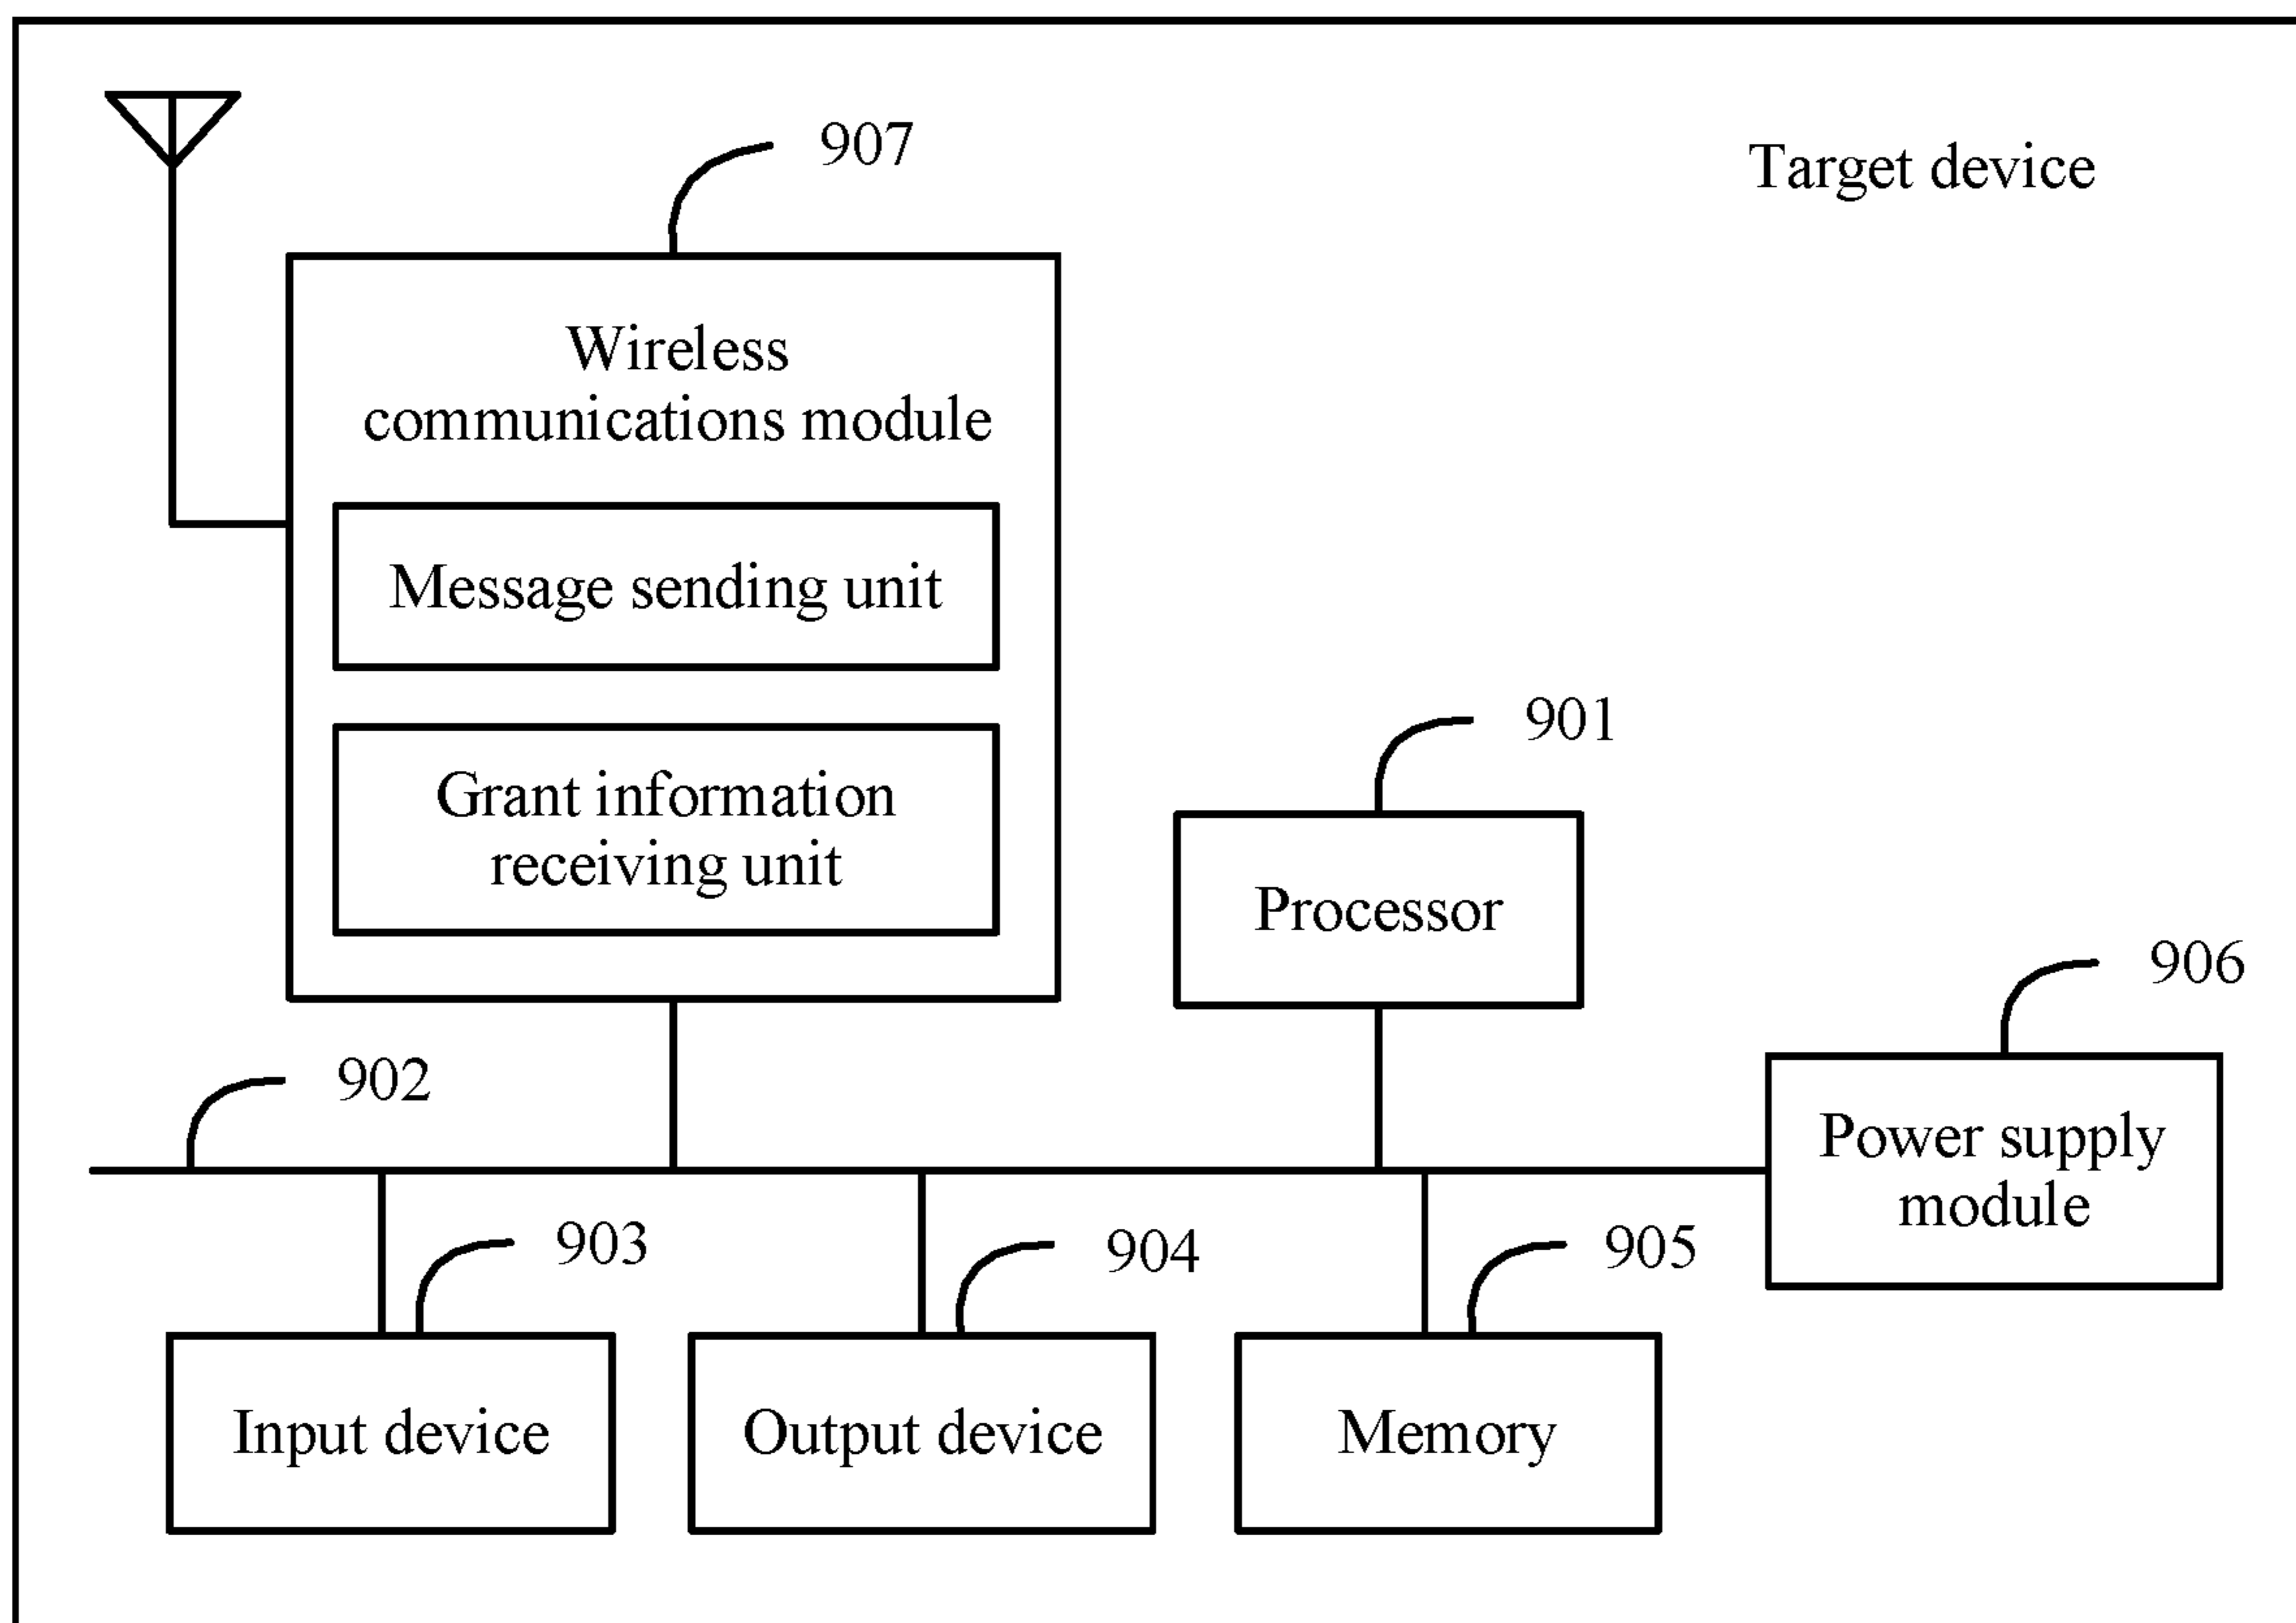 907
Target device
Wireless
communications module
Message sending unit
Grant information
receiving unit
901
Processor
906
Power supply
module
902
903
904
905
Input device
Output device
Memory